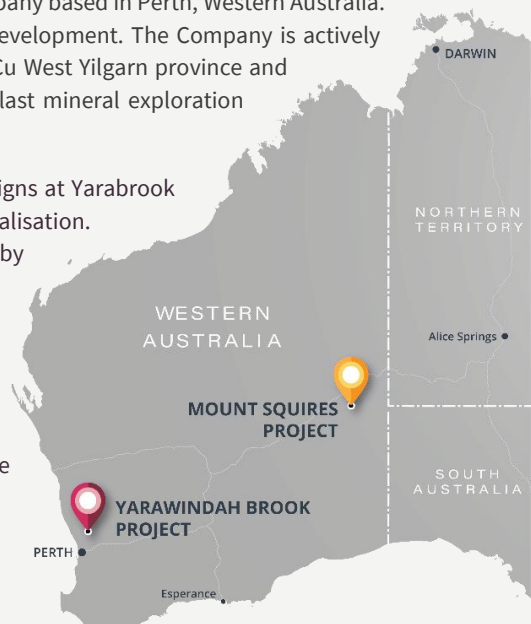 pany based in Perth, Western Australia.
evelopment. The Company is actively
Cu West Yilgarn province and
last mineral exploration
igns at Yarabrook
alisation.
by
e
DARWIN
NORTHERN
TERRITORY
WESTERN
AUSTRALIA
Alice Springs
MOUNT SQUIRES
PROJECT
SOUTH
AUSTRALIA
YARAWINDAH BROOK
PROJECT
PERTH
Esperance